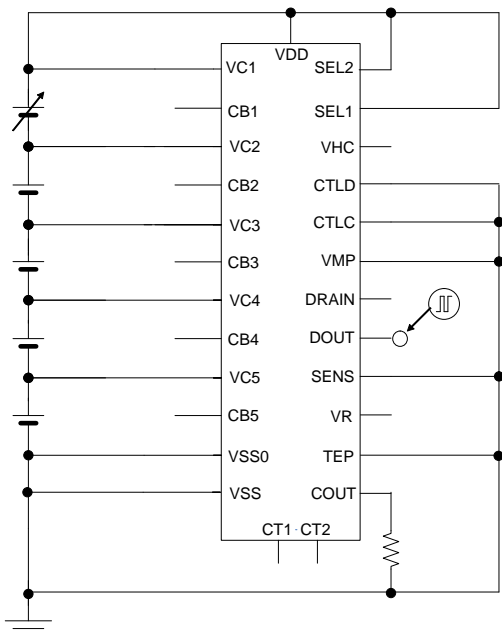 VDD
VC1 SEL2
CB1 SEL1
VC2 VHC
CB2 CTLD
VC3 CTLC
CB3 VMP
VC4 DRAIN
CB4 DOUT
VC5 SENS
CB5 VR
VSS0 TEP
VSS COUT
CT1 CT2